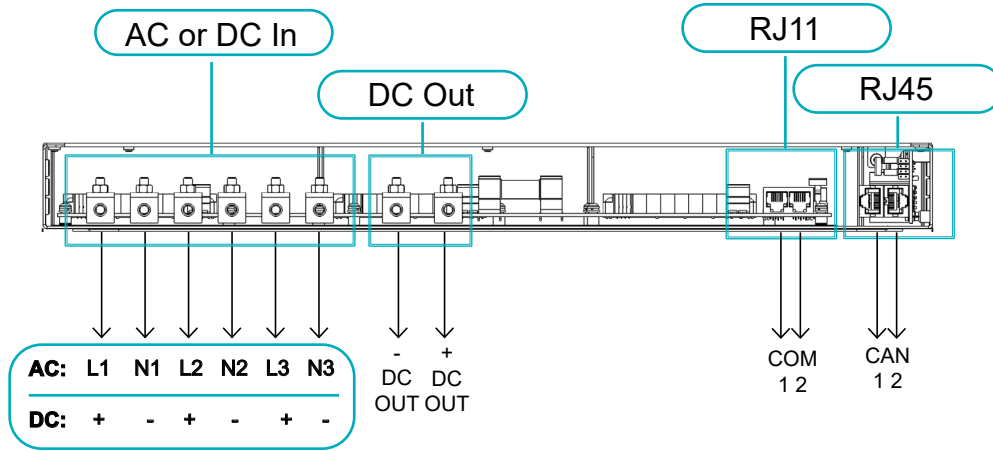 AC or DC In
RJ11
DC Out
RJ45
AC: L1 N1 L2 N2 L3 N3
DC: + - + - + -
- +
DC DC
OUT OUT
COM
1 2
CAN
1 2